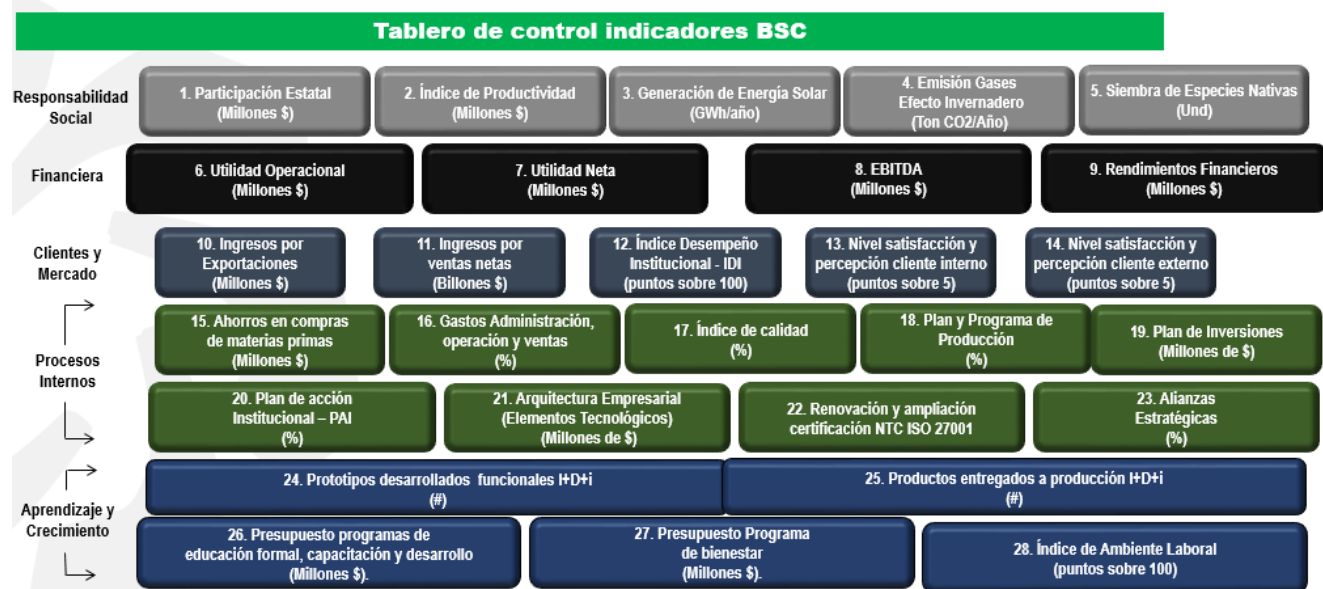 Tablero de control indicadores BSC
Responsabilidad
Social
1. Participación Estatal
(Millones $)
2. Índice de Productividad
(Millones $)
3. Generación de Energía Solar
(GWh/año)
4. Emisión Gases
Efecto Invernadero
(Ton CO2/Año)
5. Siembra de Especies Nativas
(Und)
Financiera
6. Utilidad Operacional
(Millones $)
7. Utilidad Neta
(Millones $)
8. EBITDA
(Millones $)
9. Rendimientos Financieros
(Millones $)
Clientes y
Mercado
10. Ingresos por
Exportaciones
(Millones $)
11. Ingresos por
ventas netas
(Billones $)
12. Índice Desempeño
Institucional - IDI
(puntos sobre 100)
13. Nivel satisfacción y
percepción cliente interno
(puntos sobre 5)
14. Nivel satisfacción y
percepción cliente externo
(puntos sobre 5)
Procesos
Internos
15. Ahorros en compras
de materias primas
(Millones $)
16. Gastos Administración,
operación y ventas
(%)
17. Índice de calidad
(%)
18. Plan y Programa de
Producción
(%)
19. Plan de Inversiones
(Millones de $)
20. Plan de acción
Institucional – PAI
(%)
21. Arquitectura Empresarial
(Elementos Tecnológicos)
(Millones de $)
22. Renovación y ampliación
certificación NTC ISO 27001
23. Alianzas
Estratégicas
(%)
Aprendizaje y
Crecimiento
24. Prototipos desarrollados funcionales I+D+i
(#)
25. Productos entregados a producción I+D+i
(#)
26. Presupuesto programas de
educación formal, capacitación y desarrollo
(Millones $).
27. Presupuesto Programa
de bienestar
(Millones $).
28. Índice de Ambiente Laboral
(puntos sobre 100)